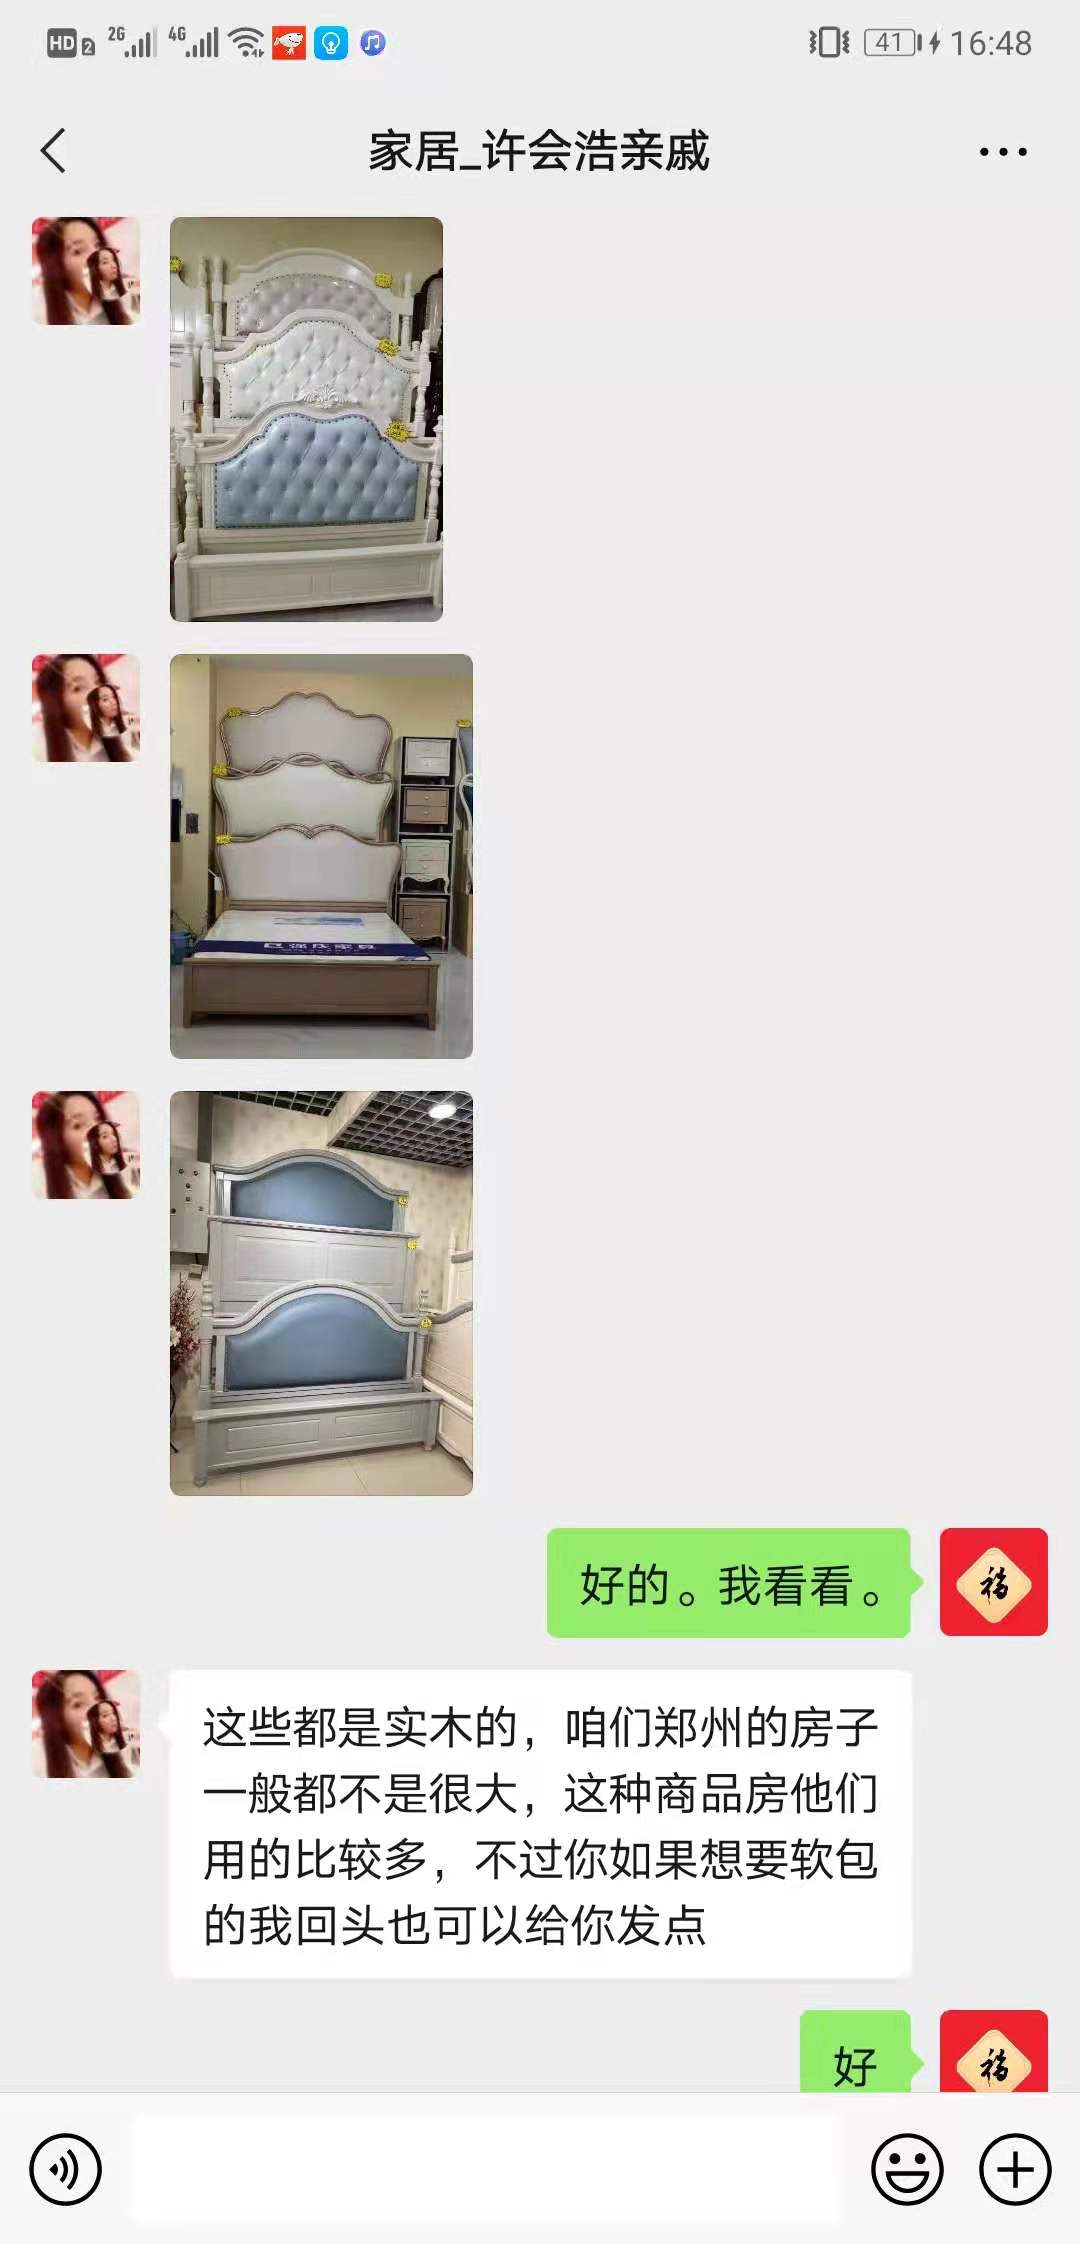 HD 2 2G 4G 41 16:48
家居_许会浩亲戚
好的。我看看。
福
这些都是实木的，咱们郑州的房子
一般都不是很大，这种商品房他们
用的比较多，不过你如果想要软包
的我回头也可以给你发点
好
福